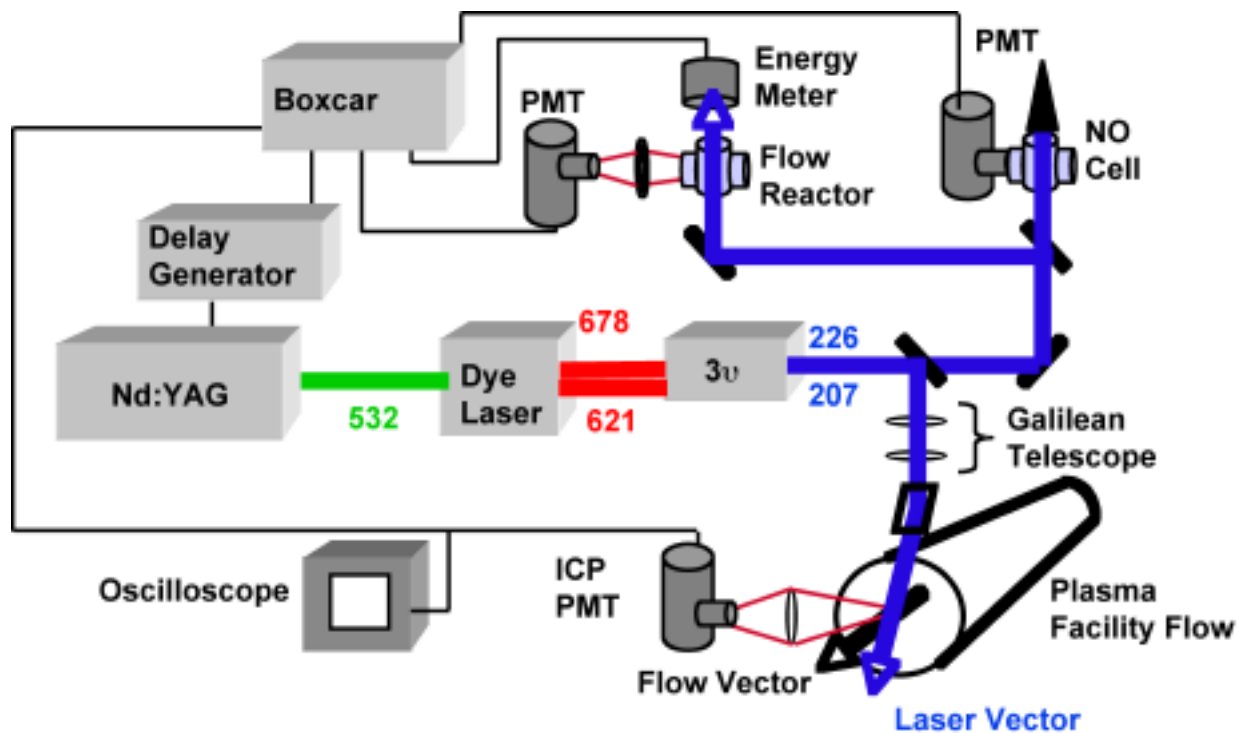 PMT
Energy
Meter
Boxcar
PMT
NO
Cell
Flow
Reactor
Delay
Generator
678
226
Nd:YAG
Dye
Laser
3υ
532
621
207
Galilean
Telescope
ICP
PMT
Oscilloscope
Plasma
Facility Flow
Flow Vector
Laser Vector